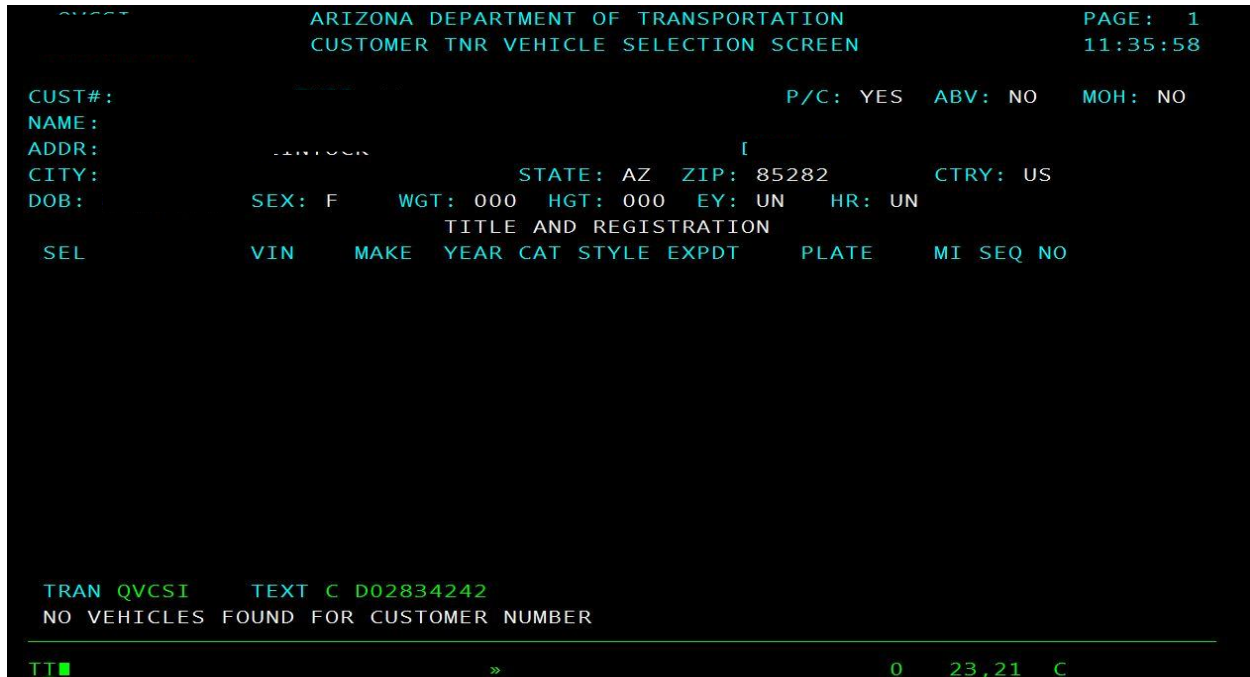 ARIZONA DEPARTMENT OF TRANSPORTATION PAGE: 1
CUSTOMER TNR VEHICLE SELECTION SCREEN 11:35:58
CUST#: P/C: YES ABV: NO MOH: NO
NAME:
ADDR: [
CITY: STATE: AZ ZIP: 85282 CTRY: US
DOB: SEX: F WGT: 000 HGT: 000 EY: UN HR: UN
TITLE AND REGISTRATION
SEL VIN MAKE YEAR CAT STYLE EXPDT PLATE MI SEQ NO
TRAN QVCSI TEXT C D02834242
NO VEHICLES FOUND FOR CUSTOMER NUMBER
TT » O 23,21 C